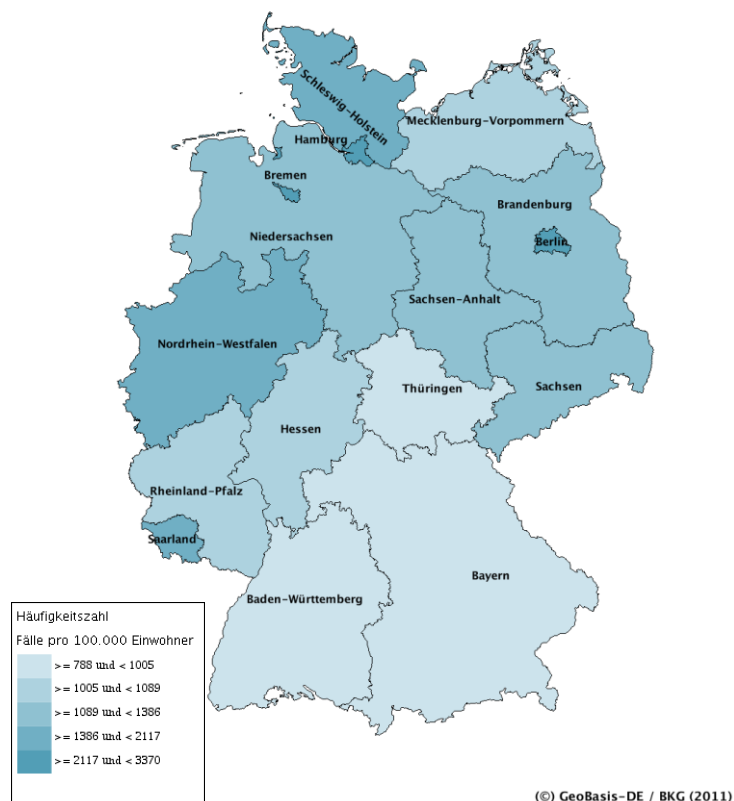 Schleswig-Holstein
Mecklenburg-Vorpommern
Hamburg
Bremen
Brandenburg
Niedersachsen
Berlin
Sachsen-Anhalt
Nordrhein-Westfalen
Thüringen
Sachsen
Hessen
Rheinland-Pfalz
Saarland
Bayern
Baden-Württemberg
Häufigkeitszahl
Fälle pro 100.000 Einwohner
>= 788 und < 1005
>= 1005 und < 1089
>= 1089 und < 1386
>= 1386 und < 2117
>= 2117 und < 3370
(©) GeoBasis-DE / BKG (2011)